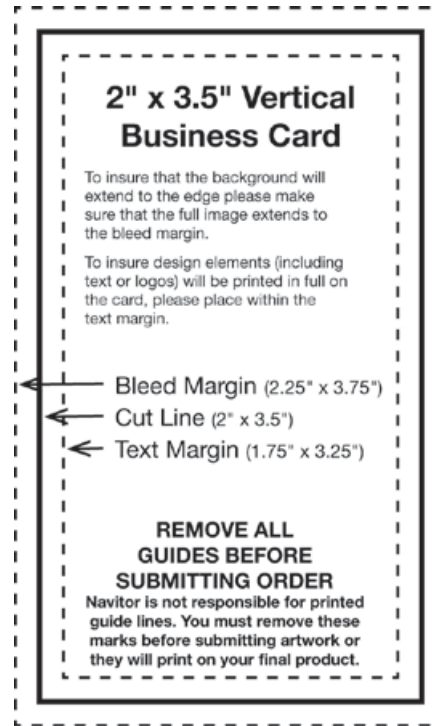 2" x 3.5" Vertical
Business Card
To insure that the background will
extend to the edge please make
sure that the full image extends to
the bleed margin.
To insure design elements (including
text or logos) will be printed in full on
the card, please place within the
text margin.
Bleed Margin (2.25" x 3.75")
Cut Line (2" x 3.5")
Text Margin (1.75" x 3.25")
REMOVE ALL
GUIDES BEFORE
SUBMITTING ORDER
Navitor is not responsible for printed
guide lines. You must remove these
marks before submitting artwork or
they will print on your final product.